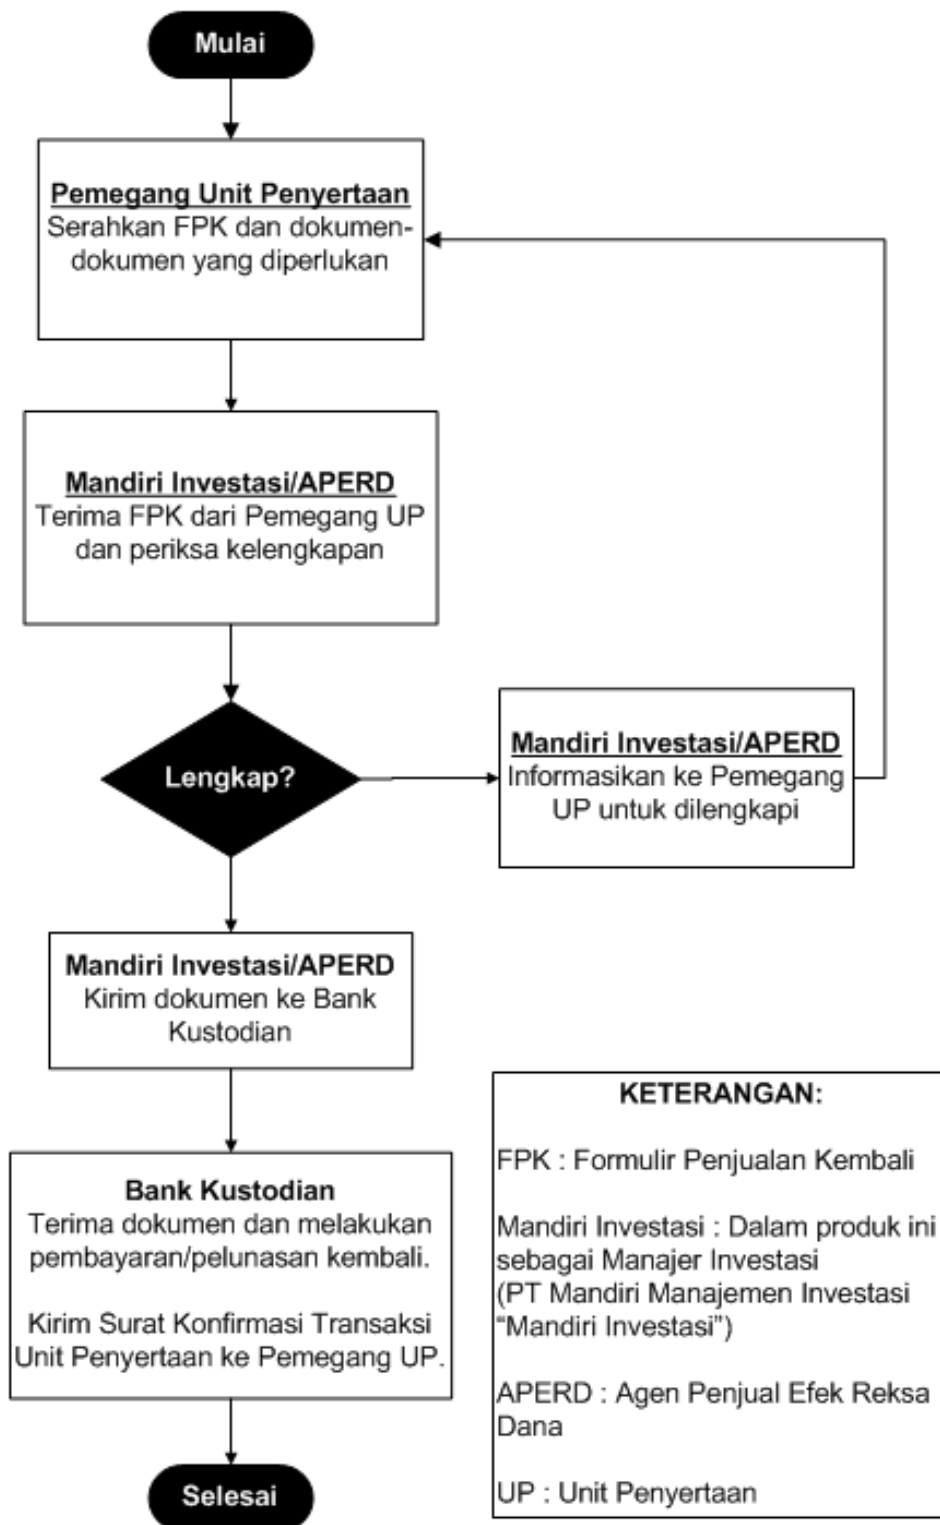 Mulai
Pemegang Unit Penyertaan
Serahkan FPK dan dokumen-
dokumen yang diperlukan
Mandiri Investasi/APERD
Terima FPK dari Pemegang UP
dan periksa kelengkapan
Lengkap?
Mandiri Investasi/APERD
Informasikan ke Pemegang
UP untuk dilengkapi
Mandiri Investasi/APERD
Kirim dokumen ke Bank
Kustodian
Bank Kustodian
Terima dokumen dan melakukan
pembayaran/pelunasan kembali.
Kirim Surat Konfirmasi Transaksi
Unit Penyertaan ke Pemegang UP.
Selesai
KETERANGAN:
FPK : Formulir Penjualan Kembali
Mandiri Investasi : Dalam produk ini
sebagai Manajer Investasi
(PT Mandiri Manajemen Investasi
“Mandiri Investasi”)
APERD : Agen Penjual Efek Reksa
Dana
UP : Unit Penyertaan